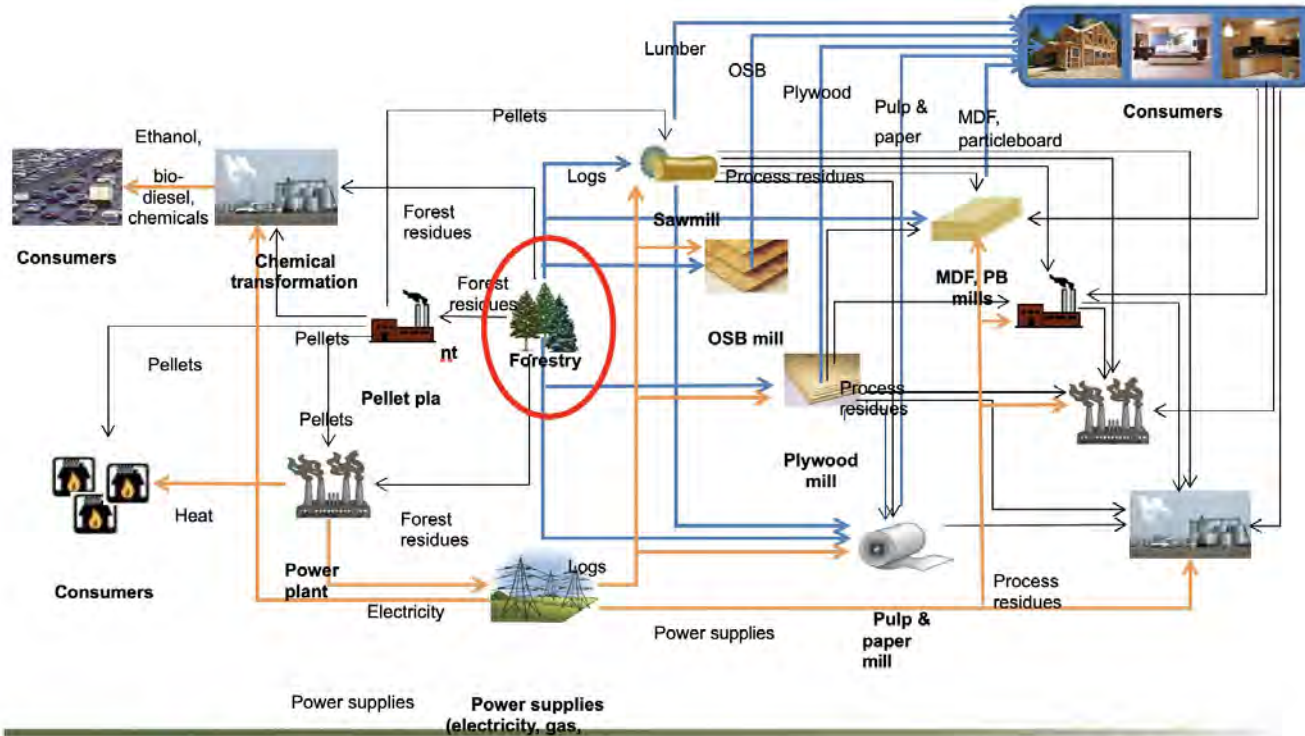 Lumber
OSB
Plywood
Pulp &
paper
MDF,
particleboard
Consumers
Pellets
Ethanol,
bio-
diesel,
chemicals
Logs
Process residues
Forest
residues
Sawmill
Consumers
Chemical
transformation
Forest
residues
MDF, PB
mills
Pellets
nt
Forestry
OSB mill
Pellets
Pellet pla
Process
residues
Pellets
Plywood
mill
Heat
Forest
residues
Logs
Power
plant
Consumers
Electricity
Process
residues
Power supplies
Pulp &
paper
mill
Power supplies
Power supplies
(electricity, gas,